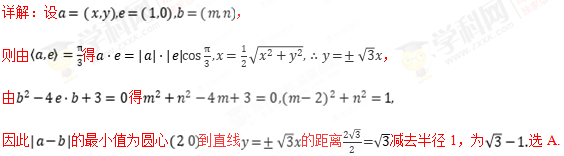 详解：设a = (x,y),e = (1,0),b = (m,n)，
则由⟨a,e⟩ = π/3得a · e = |a| · |e|cos π/3,x = 1/2√(x² + y²),∴ y = ± √3x，
由b² − 4e · b + 3 = 0得m² + n² − 4m + 3 = 0,(m − 2)² + n² = 1,
因此|a − b|的最小值为圆心(2 0)到直线y = ± √3x的距离2√3/2=√3减去半径 1，为√3 − 1.选 A.